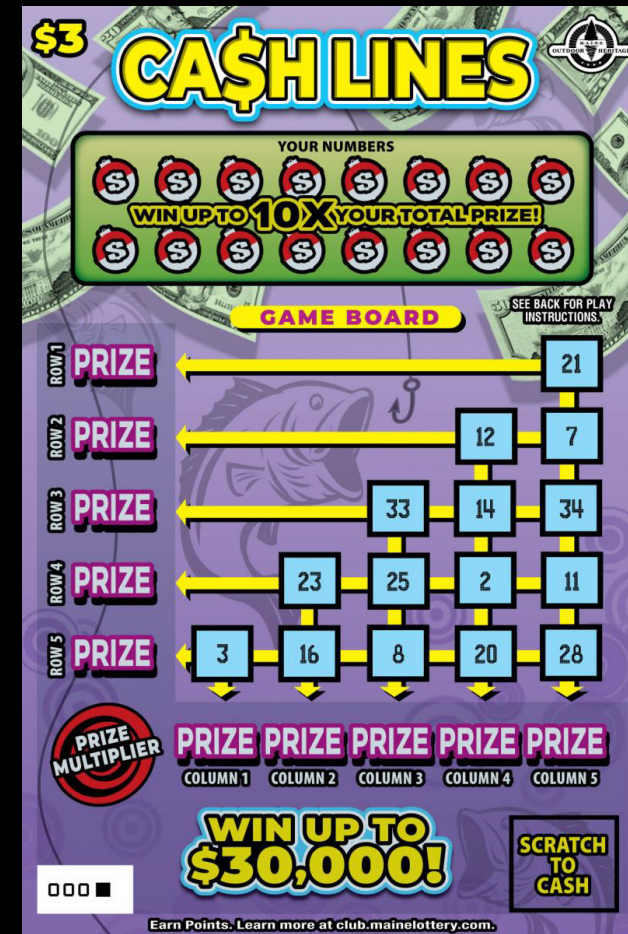 $3
CA$H LINES
MAINE
OUTDOOR HERITAGE
YOUR NUMBERS
$ $ $ $ $ $ $ $
WIN UP TO 10X YOUR TOTAL PRIZE!
$ $ $ $ $ $ $ $
GAME BOARD
SEE BACK FOR PLAY
INSTRUCTIONS.
ROW 1 PRIZE 21
ROW 2 PRIZE 12 7
ROW 3 PRIZE 33 14 34
ROW 4 PRIZE 23 25 2 11
ROW 5 PRIZE 3 16 8 20 28
PRIZE
MULTIPLIER
PRIZE PRIZE PRIZE PRIZE PRIZE
COLUMN 1 COLUMN 2 COLUMN 3 COLUMN 4 COLUMN 5
WIN UP TO
$30,000!
SCRATCH
TO
CASH
000■
Earn Points. Learn more at club.mainelottery.com.